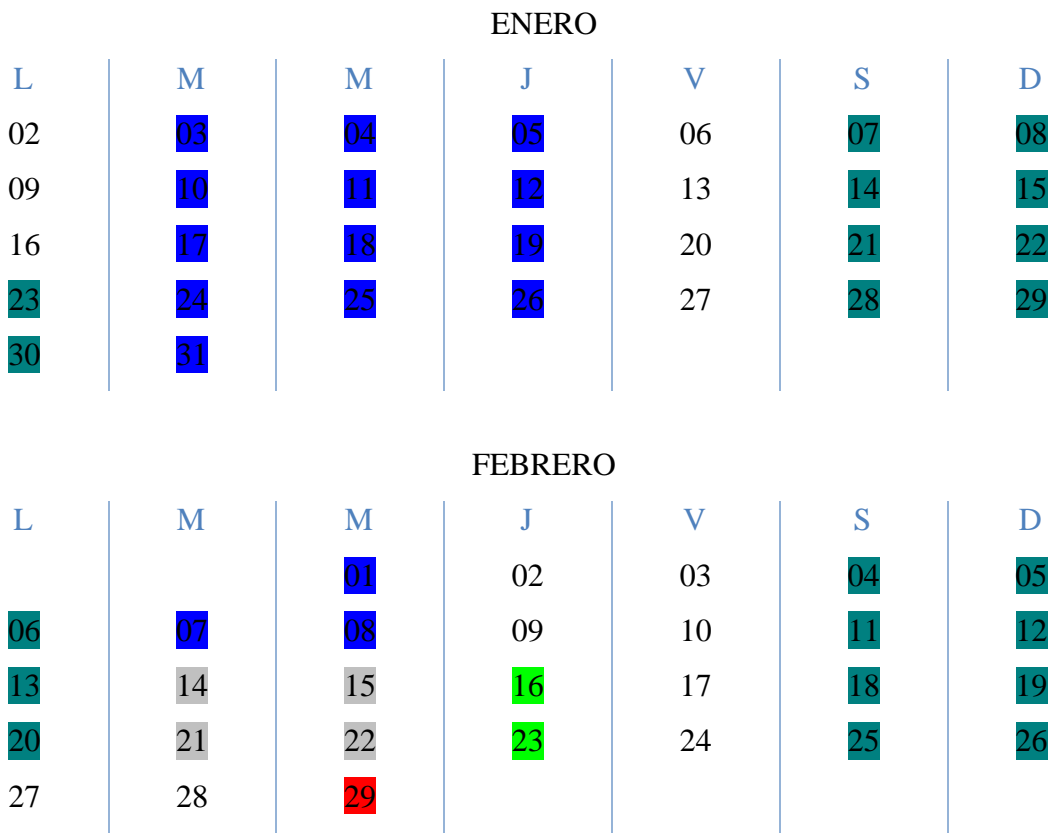 ENERO
L M M J V S D
02 03 04 05 06 07 08
09 10 11 12 13 14 15
16 17 18 19 20 21 22
23 24 25 26 27 28 29
30 31
FEBRERO
L M M J V S D
01 02 03 04 05
06 07 08 09 10 11 12
13 14 15 16 17 18 19
20 21 22 23 24 25 26
27 28 29